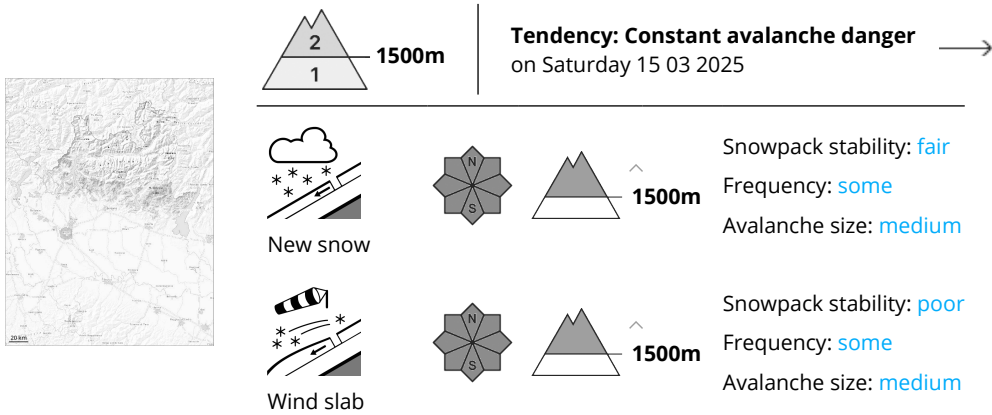 2
1
1500m
Tendency: Constant avalanche danger
on Saturday 15 03 2025
20 km
N
S
1500m
Snowpack stability: fair
Frequency: some
Avalanche size: medium
New snow
N
S
1500m
Snowpack stability: poor
Frequency: some
Avalanche size: medium
Wind slab